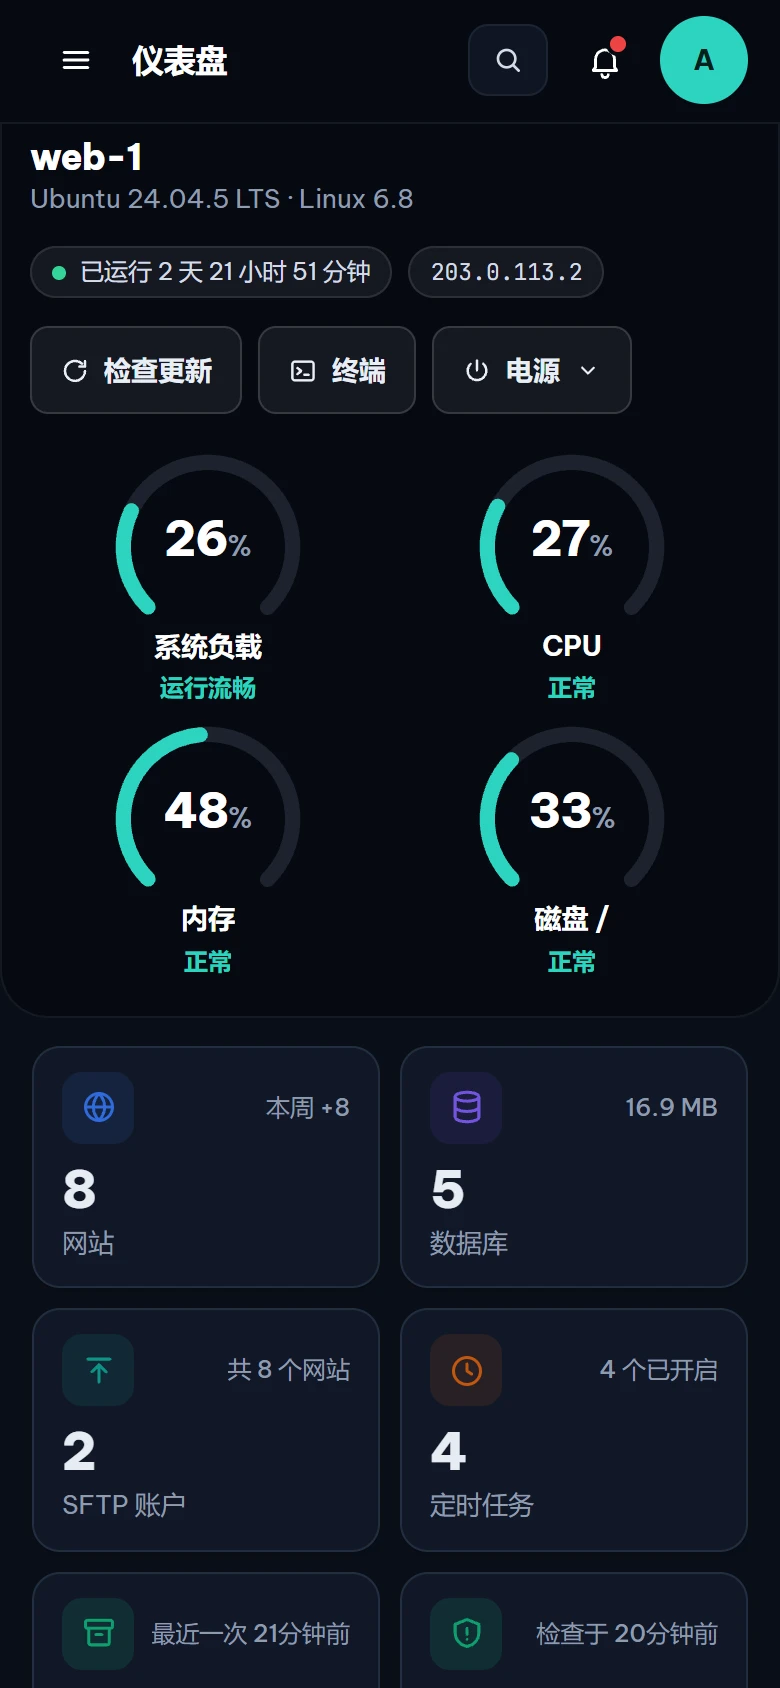 仪表盘
A
web-1
Ubuntu 24.04.5 LTS · Linux 6.8
已运行 2 天 21 小时 51 分钟
203.0.113.2
检查更新
终端
电源
26%
27%
系统负载
CPU
运行流畅
正常
48%
33%
内存
磁盘 /
正常
正常
本周 +8
16.9 MB
8
5
网站
数据库
共 8 个网站
4 个已开启
2
4
SFTP 账户
定时任务
最近一次 21分钟前
检查于 20分钟前